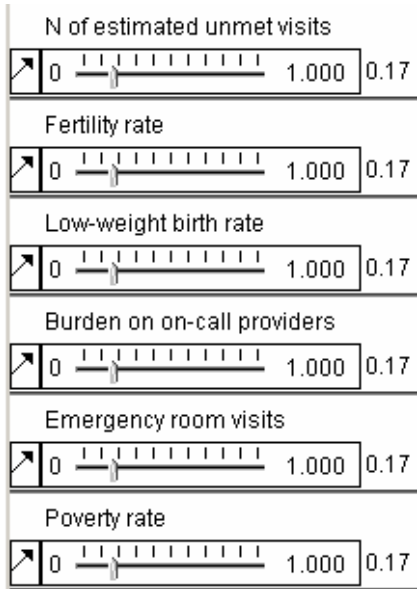 N of estimated unmet visits
0 1.000 0.17
Fertility rate
0 1.000 0.17
Low-weight birth rate
0 1.000 0.17
Burden on on-call providers
0 1.000 0.17
Emergency room visits
0 1.000 0.17
Poverty rate
0 1.000 0.17